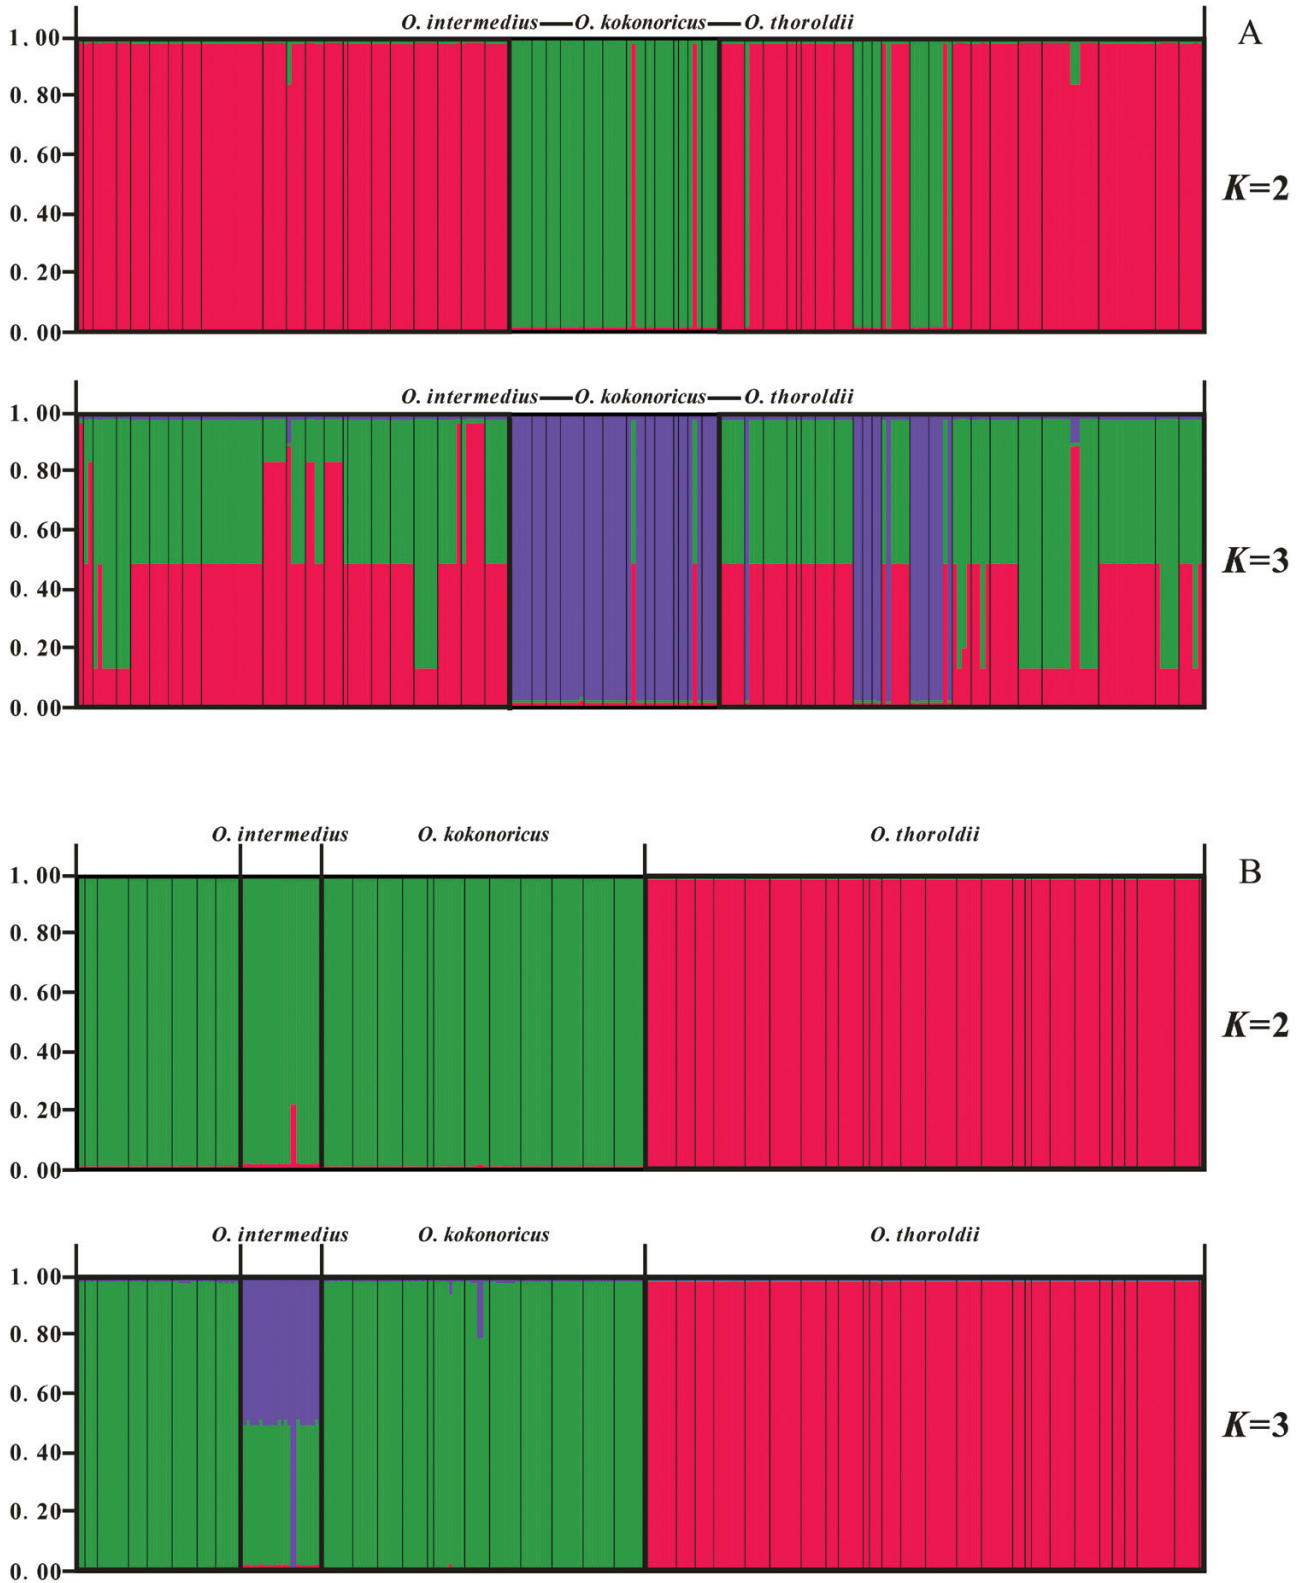 O. intermedius—O. kokonoricus—O. thoroldii
A
1. 00
0. 80
0. 60
0. 40
0. 20
0. 00
K=2
O. intermedius—O. kokonoricus—O. thoroldii
1. 00
0. 80
0. 60
0. 40
0. 20
0. 00
K=3
O. intermedius O. kokonoricus O. thoroldii
B
1. 00
0. 80
0. 60
0. 40
0. 20
0. 00
K=2
O. intermedius O. kokonoricus O. thoroldii
1. 00
0. 80
0. 60
0. 40
0. 20
0. 00
K=3